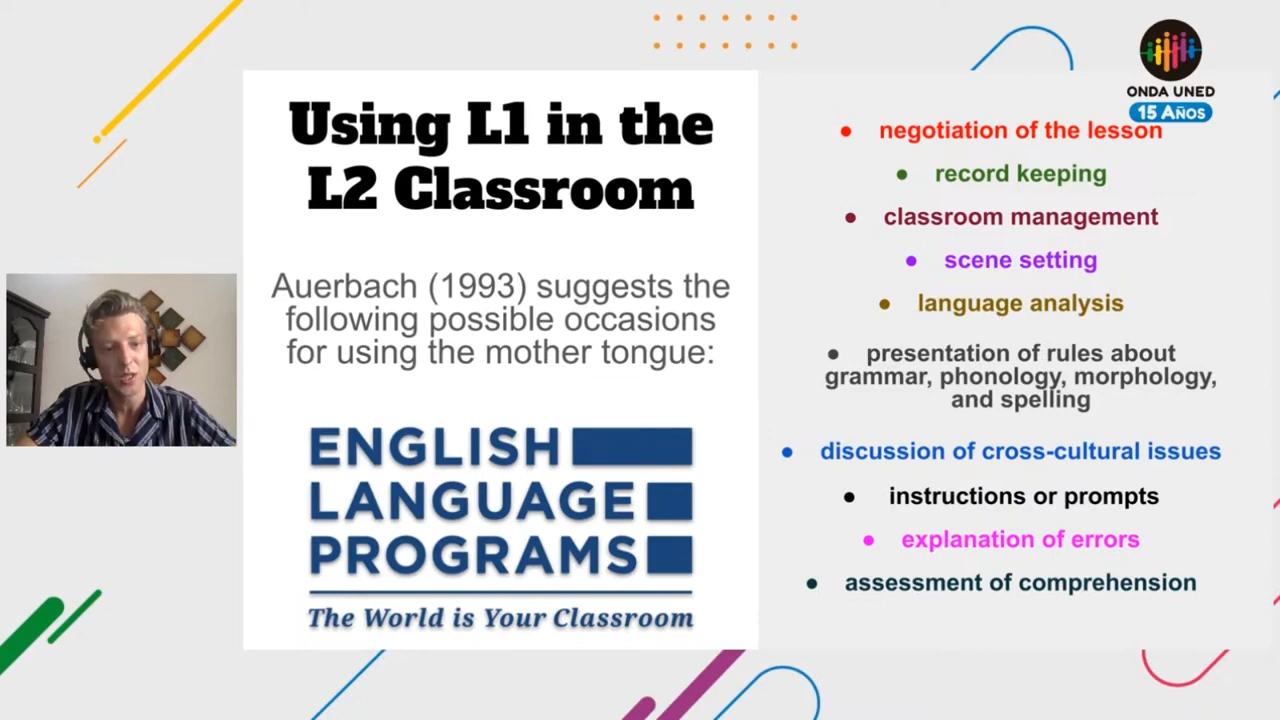 Using L1 in the
L2 Classroom
Auerbach (1993) suggests the
following possible occasions
for using the mother tongue:
ENGLISH
LANGUAGE
PROGRAMS
The World is Your Classroom
ONDA UNED
15 AÑOS
• negotiation of the lesson
• record keeping
• classroom management
• scene setting
• language analysis
• presentation of rules about
grammar, phonology, morphology,
and spelling
• discussion of cross-cultural issues
• instructions or prompts
• explanation of errors
• assessment of comprehension